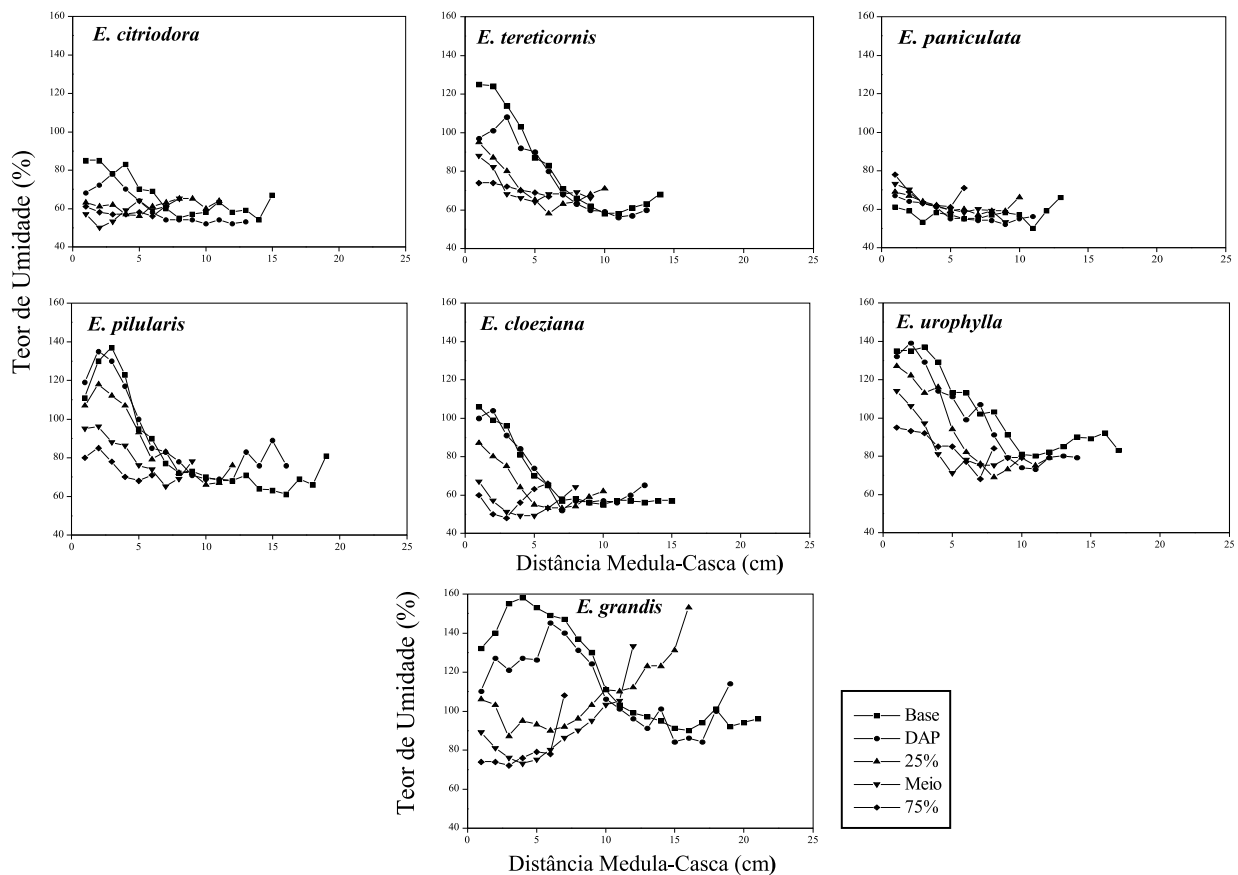 E. citriodora
E. tereticornis
E. paniculata
160
140
120
100
80
60
40
0 5 10 15 20 25
160
140
120
100
80
60
40
0 5 10 15 20 25
160
140
120
100
80
60
40
0 5 10 15 20 25
Teor de Umidade (%)
E. pilularis
E. cloeziana
E. urophylla
160
140
120
100
80
60
40
0 5 10 15 20 25
160
140
120
100
80
60
40
0 5 10 15 20 25
160
140
120
100
80
60
40
0 5 10 15 20 25
Distância Medula-Casca (cm)
Teor de Umidade (%)
E. grandis
160
140
120
100
80
60
40
0 5 10 15 20 25
Distância Medula-Casca (cm)
Base
DAP
25%
Meio
75%